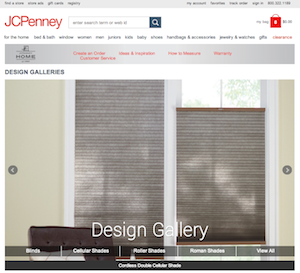 find a store   store ads   gift cards   registry   my account   favorites   track order   sign in   800.322.1189
JCPenney   enter search term or web id   my bag   0   $0.00
for the home   bed & bath   window   women   men   juniors   kids   baby   shoes   handbags & accessories   jewelry & watches   gifts   clearance
HOME
Create an Order   Ideas & Inspiration   How to Measure   Warranty
Customer Service
DESIGN GALLERIES
Design Gallery
Blinds   Cellular Shades   Roller Shades   Roman Shades   View All
Cordless Double Cellular Shade